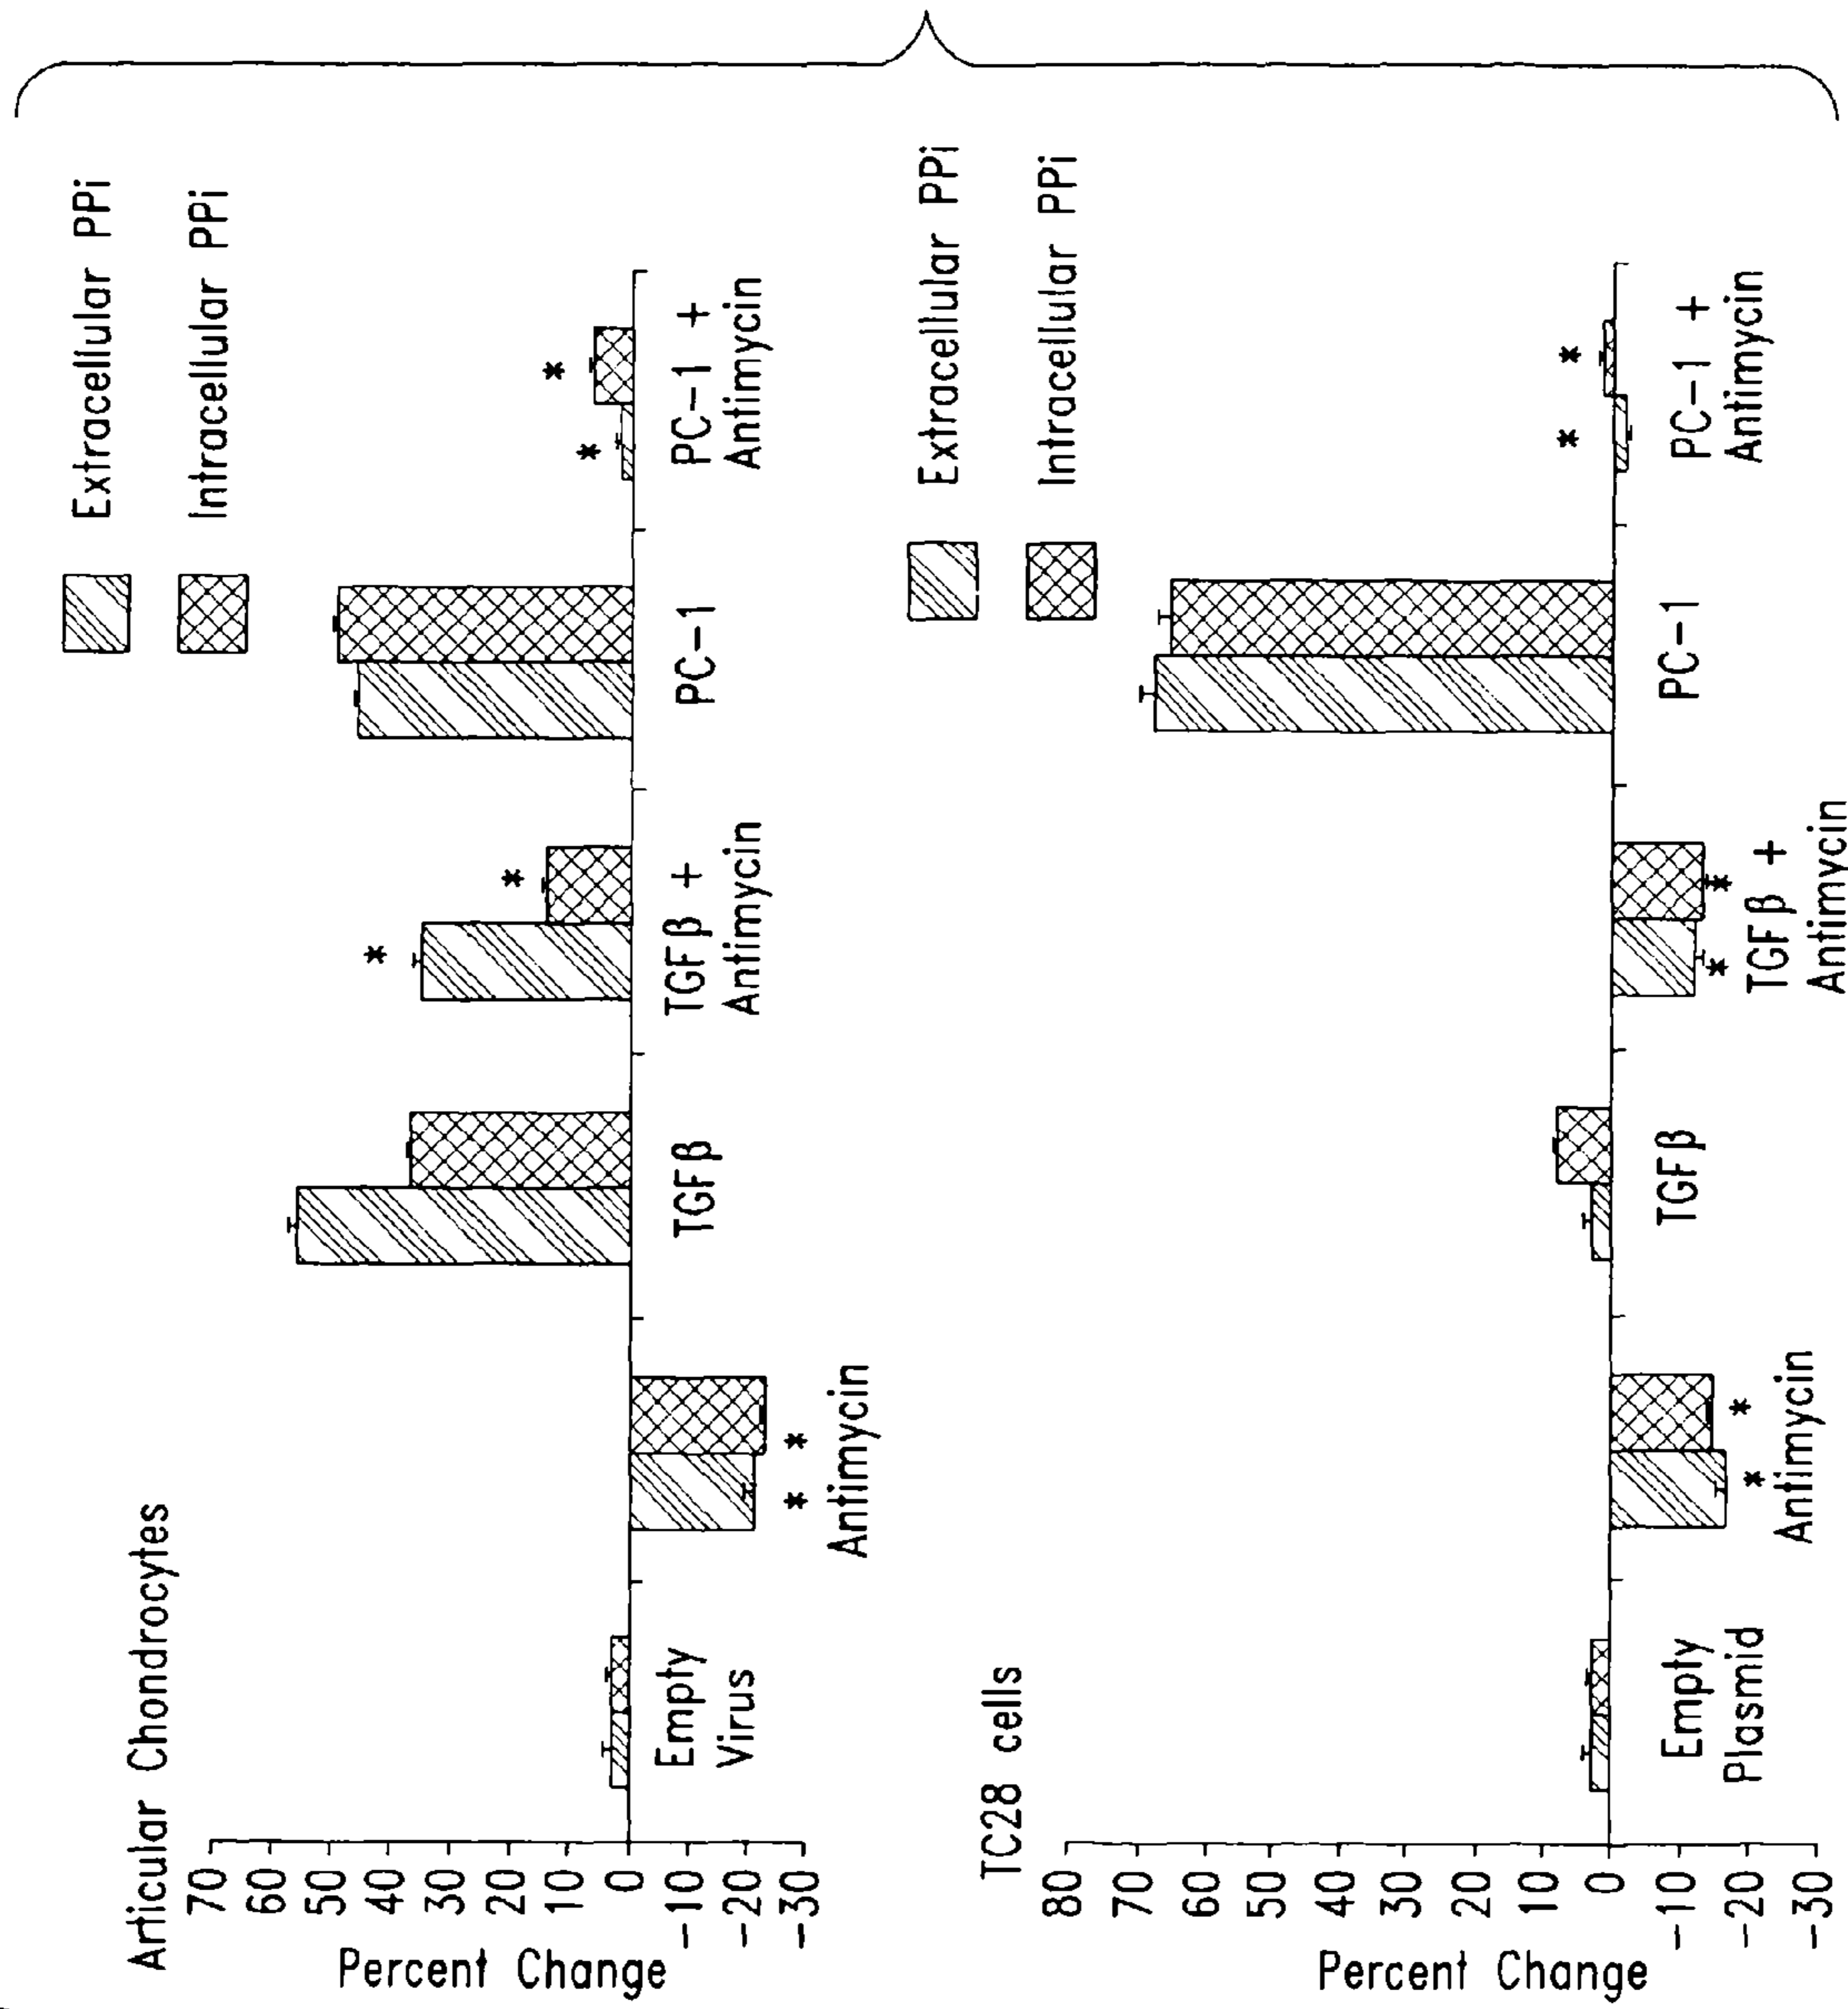 Articular Chondrocytes
Extracellular PPi
Intracellular PPi
Percent Change
70
60
50
40
30
20
10
0
-10
-20
-30
Empty
Virus
*
*
Antimycin
TGFβ
*
*
TGFβ +
Antimycin
PC-1
*
*
PC-1 +
Antimycin
TC28 cells
Extracellular PPi
Intracellular PPi
Percent Change
80
70
60
50
40
30
20
10
0
-10
-20
-30
Empty
Plasmid
*
*
Antimycin
TGFβ
*
*
TGFβ +
Antimycin
PC-1
*
*
PC-1 +
Antimycin